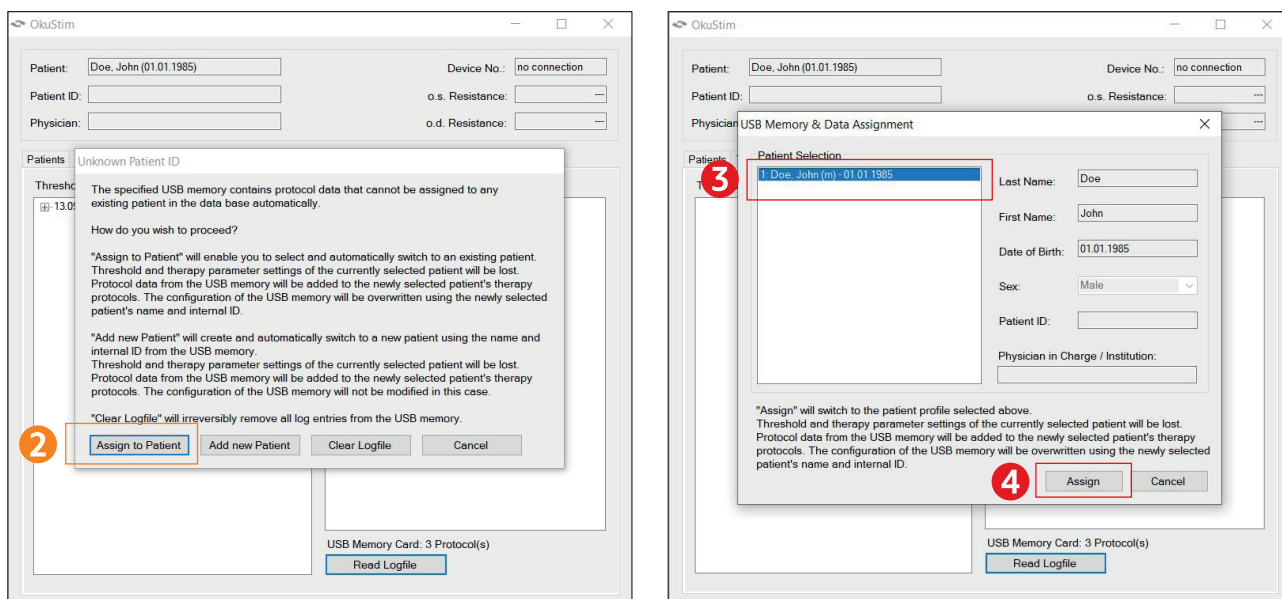 OkuStim
Patient: Doe, John (01.01.1985)
Device No.: no connection
Patient ID:
o.s. Resistance: ---
Physician:
o.d. Resistance: ---
Patients
Unknown Patient ID
13.05
The specified USB memory contains protocol data that cannot be assigned to any
existing patient in the data base automatically.
How do you wish to proceed?
"Assign to Patient" will enable you to select and automatically switch to an existing patient.
Threshold and therapy parameter settings of the currently selected patient will be lost.
Protocol data from the USB memory will be added to the newly selected patient's therapy
protocols. The configuration of the USB memory will be overwritten using the newly selected
patient's name and internal ID.
"Add new Patient" will create and automatically switch to a new patient using the name and
internal ID from the USB memory.
Threshold and therapy parameter settings of the currently selected patient will be lost.
Protocol data from the USB memory will be added to the newly selected patient's therapy
protocols. The configuration of the USB memory will not be modified in this case.
"Clear Logfile" will irreversibly remove all log entries from the USB memory.
2
Assign to Patient
Add new Patient
Clear Logfile
Cancel
USB Memory Card: 3 Protocol(s)
Read Logfile
OkuStim
Patient: Doe, John (01.01.1985)
Device No.: no connection
Patient ID:
o.s. Resistance: ---
Physician
---
USB Memory & Data Assignment
Patients
Patient Selection
3
1: Doe, John (m) - 01.01.1985
Last Name: Doe
First Name: John
Date of Birth: 01.01.1985
Sex: Male
Patient ID:
Physician in Charge / Institution:
"Assign" will switch to the patient profile selected above.
Threshold and therapy parameter settings of the currently selected patient will be lost.
Protocol data from the USB memory will be added to the newly selected patient's therapy
protocols. The configuration of the USB memory will be overwritten using the newly selected
patient's name and internal ID.
4
Assign
Cancel
USB Memory Card: 3 Protocol(s)
Read Logfile